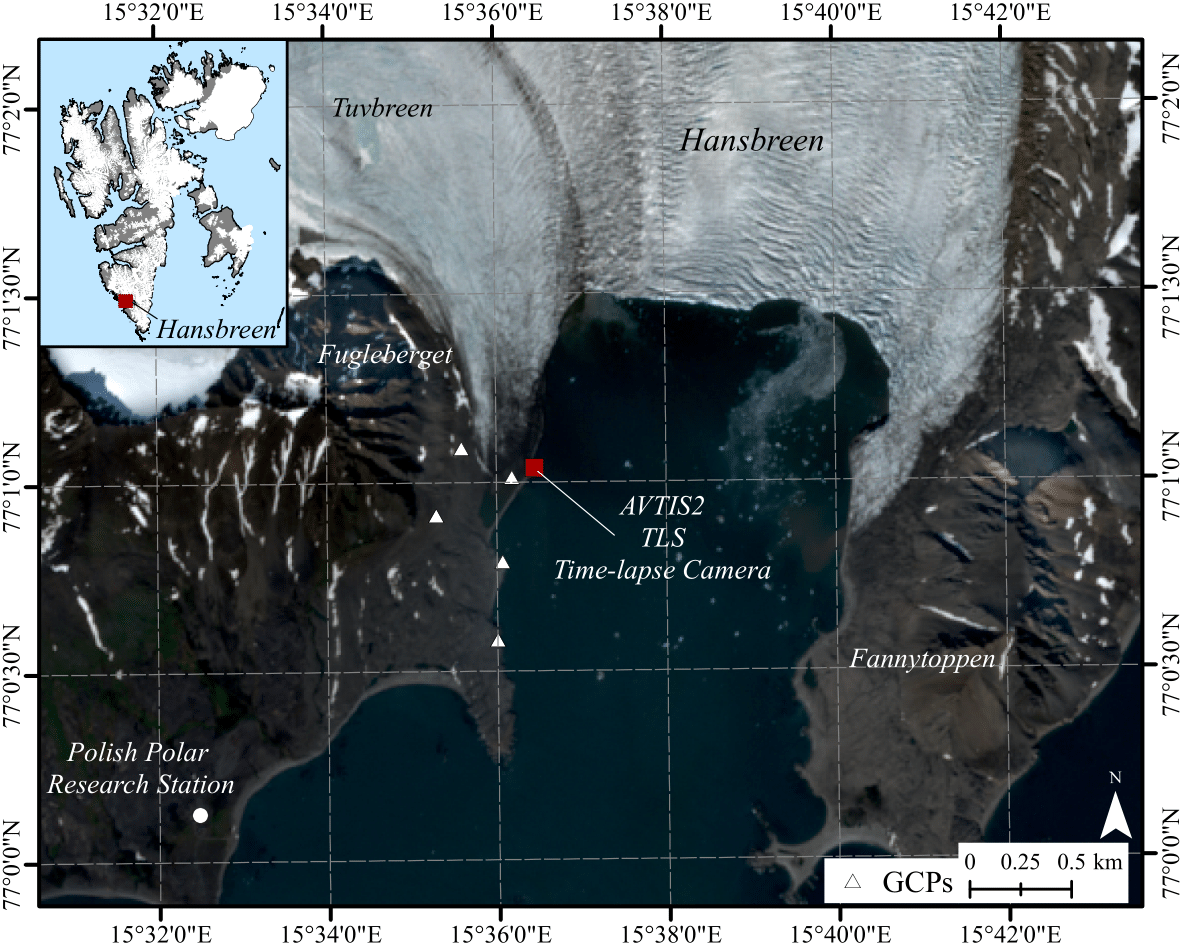 15°32'0"E 15°34'0"E 15°36'0"E 15°38'0"E 15°40'0"E 15°42'0"E
77°2'0"N
77°2'0"N
Tuvbreen
Hansbreen
77°1'30"N
77°1'30"N
Hansbreen
Fugleberget
77°1'0"N
77°1'0"N
AVTIS2
TLS
Time-lapse Camera
77°0'30"N
77°0'30"N
Fannytoppen
Polish Polar
Research Station
N
77°0'0"N
77°0'0"N
0 0.25 0.5 km
GCPs
15°32'0"E 15°34'0"E 15°36'0"E 15°38'0"E 15°40'0"E 15°42'0"E